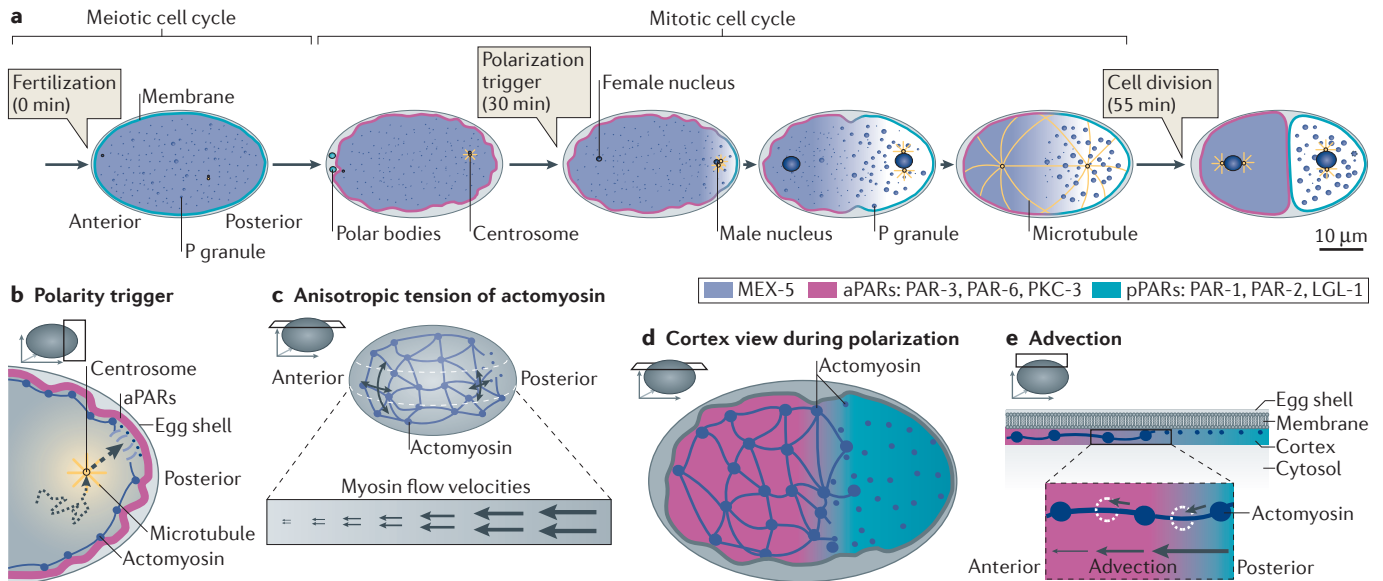 a
Meiotic cell cycle
Mitotic cell cycle
Fertilization
(0 min)
Membrane
Anterior
Posterior
P granule
Polar bodies
Centrosome
Polarization
trigger
(30 min)
Female nucleus
Male nucleus
P granule
Microtubule
Cell division
(55 min)
10 µm
MEX-5
aPARs: PAR-3, PAR-6, PKC-3
pPARs: PAR-1, PAR-2, LGL-1
b Polarity trigger
Centrosome
aPARs
Egg shell
Posterior
Microtubule
Actomyosin
c Anisotropic tension of actomyosin
Anterior
Posterior
Actomyosin
Myosin flow velocities
d Cortex view during polarization
Actomyosin
e Advection
Egg shell
Membrane
Cortex
Cytosol
Actomyosin
Anterior
Advection
Posterior